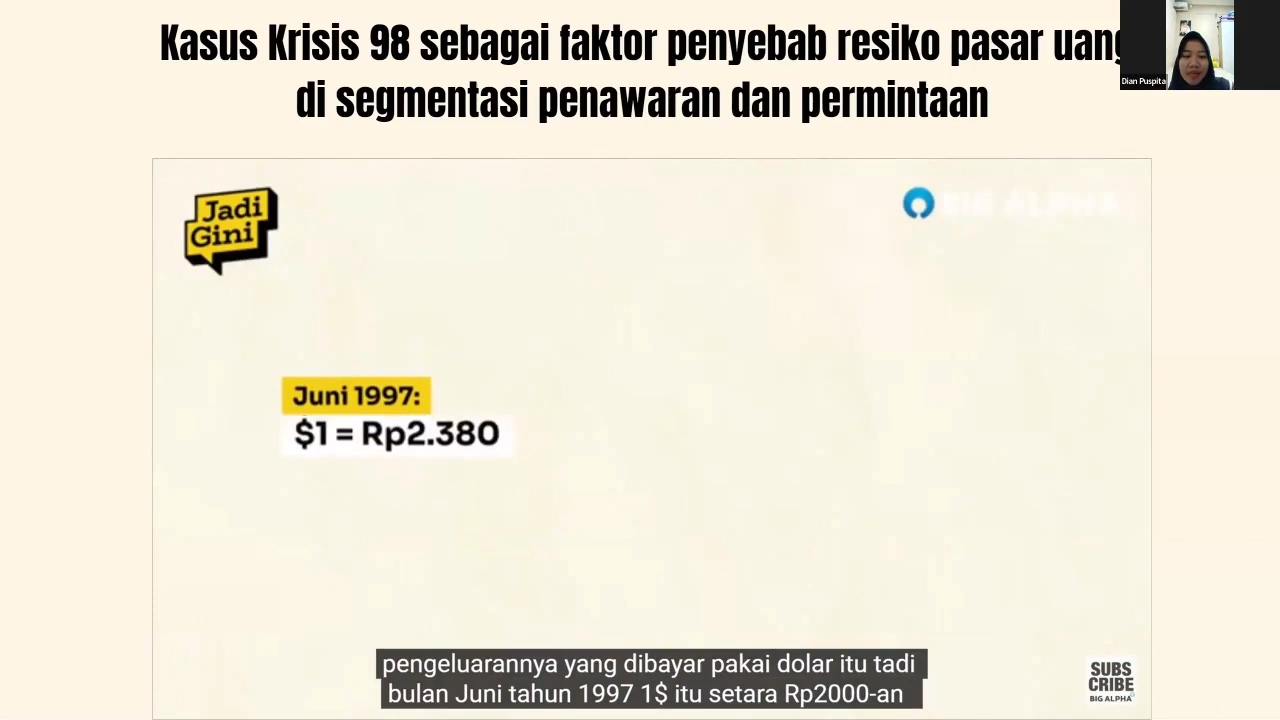 Kasus Krisis 98 sebagai faktor penyebab resiko pasar uang
di segmentasi penawaran dan permintaan
Dian Puspita
Jadi
Gini
BIG ALPHA
Juni 1997:
$1 = Rp2.380
pengeluarannya yang dibayar pakai dolar itu tadi
bulan Juni tahun 1997 1$ itu setara Rp2000-an
SUBS
CRIBE
BIG ALPHA